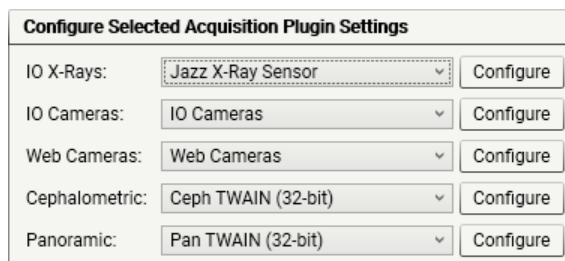 Configure Selected Acquisition Plugin Settings
IO X-Rays: Jazz X-Ray Sensor Configure
IO Cameras: IO Cameras Configure
Web Cameras: Web Cameras Configure
Cephalometric: Ceph TWAIN (32-bit) Configure
Panoramic: Pan TWAIN (32-bit) Configure